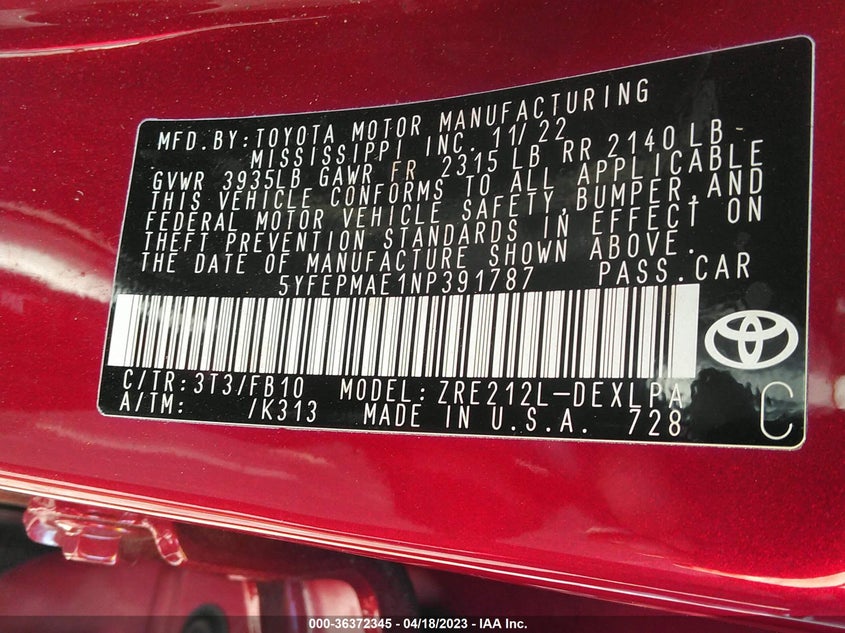 MFD.BY:TOYOTA MOTOR MANUFACTURING
MISSISSIPPI INC. 11/22
GVWR 3935LB GAWR FR 2315 LB RR 2140 LB
THIS VEHICLE CONFORMS TO ALL APPLICABLE
FEDERAL MOTOR VEHICLE SAFETY, BUMPER, AND
THEFT PREVENTION STANDARDS IN EFFECT ON
THE DATE OF MANUFACTURE SHOWN ABOVE.
5YFEPMAE1NP391787 PASS.CAR
C/TR:3T3/FB10 MODEL:ZRE212L-DEXLPA
A/TM: /K313 MADE IN U.S.A. 728
C
000-36372345 - 04/18/2023 - IAA Inc.